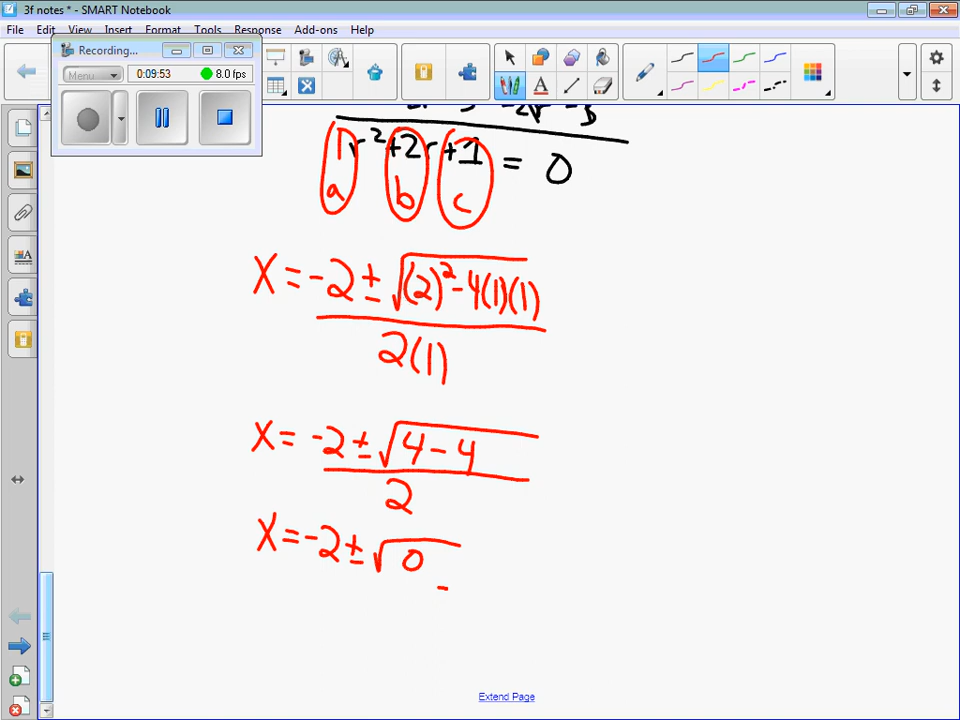 3f notes * - SMART Notebook
File Edit View Insert Format Tools Response Add-ons Help
Recording...
Menu 0:09:53 8.0 fps
1r²+2r+1 = 0
a b c
X = -2 ± √(2)² - 4(1)(1)
2(1)
X = -2 ± √4 - 4
2
X = -2 ± √0
Extend Page